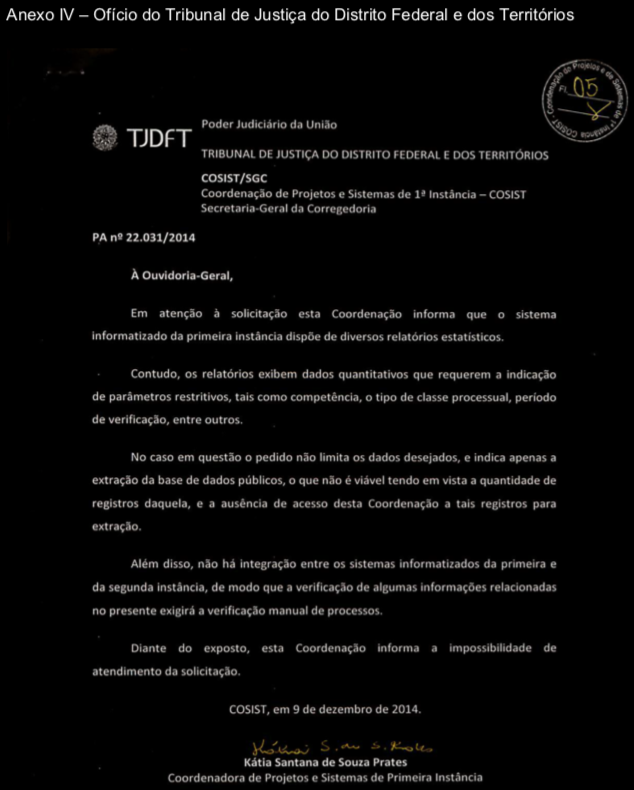 Anexo IV – Ofício do Tribunal de Justiça do Distrito Federal e dos Territórios
Coordenação de Projetos e de Sistemas de 1ª Instância - COSIST
Fl. 05
TJDFT
Poder Judiciário da União
TRIBUNAL DE JUSTIÇA DO DISTRITO FEDERAL E DOS TERRITÓRIOS
COSIST/SGC
Coordenação de Projetos e Sistemas de 1ª Instância – COSIST
Secretaria-Geral da Corregedoria
PA nº 22.031/2014
À Ouvidoria-Geral,
Em atenção à solicitação esta Coordenação informa que o sistema
informatizado da primeira instância dispõe de diversos relatórios estatísticos.
Contudo, os relatórios exibem dados quantitativos que requerem a indicação
de parâmetros restritivos, tais como competência, o tipo de classe processual, período
de verificação, entre outros.
No caso em questão o pedido não limita os dados desejados, e indica apenas a
extração da base de dados públicos, o que não é viável tendo em vista a quantidade de
registros daquela, e a ausência de acesso desta Coordenação a tais registros para
extração.
Além disso, não há integração entre os sistemas informatizados da primeira e
da segunda instância, de modo que a verificação de algumas informações relacionadas
no presente exigirá a verificação manual de processos.
Diante do exposto, esta Coordenação informa a impossibilidade de
atendimento da solicitação.
COSIST, em 9 de dezembro de 2014.
Kátia Santana de Souza Prates
Coordenadora de Projetos e Sistemas de Primeira Instância